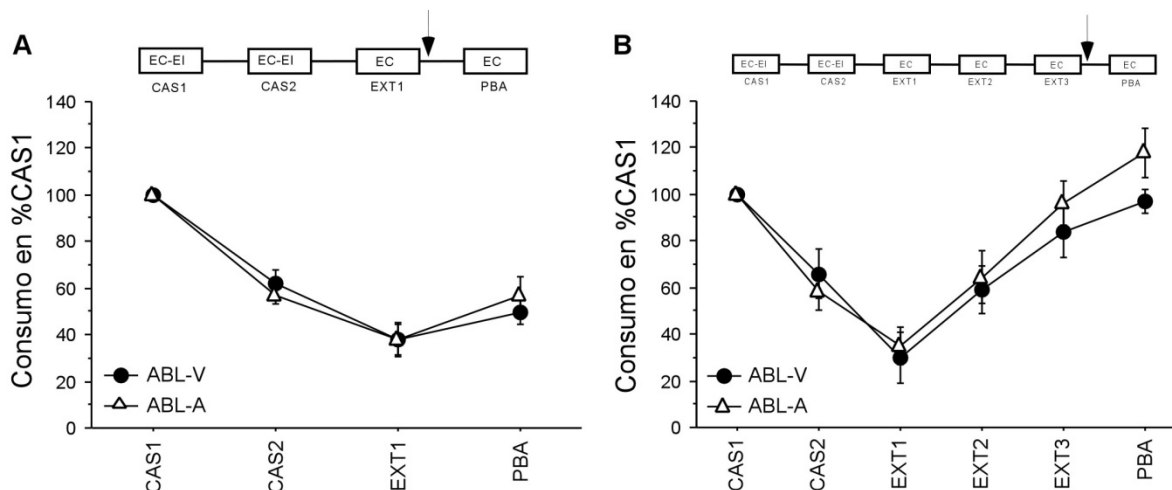 A
EC-EI EC-EI EC EC
CAS1 CAS2 EXT1 PBA
Consumo en %CAS1
140
120
100
80
60
40
20
0
ABL-V
ABL-A
CAS1 CAS2 EXT1 PBA
B
EC-EI EC-EI EC EC EC EC
CAS1 CAS2 EXT1 EXT2 EXT3 PBA
Consumo en %CAS1
140
120
100
80
60
40
20
0
ABL-V
ABL-A
CAS1 CAS2 EXT1 EXT2 EXT3 PBA